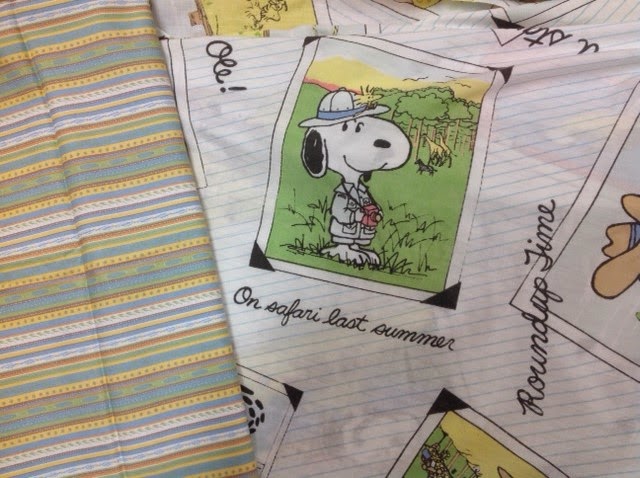 Ole!
On safari last summer
Roundup Time